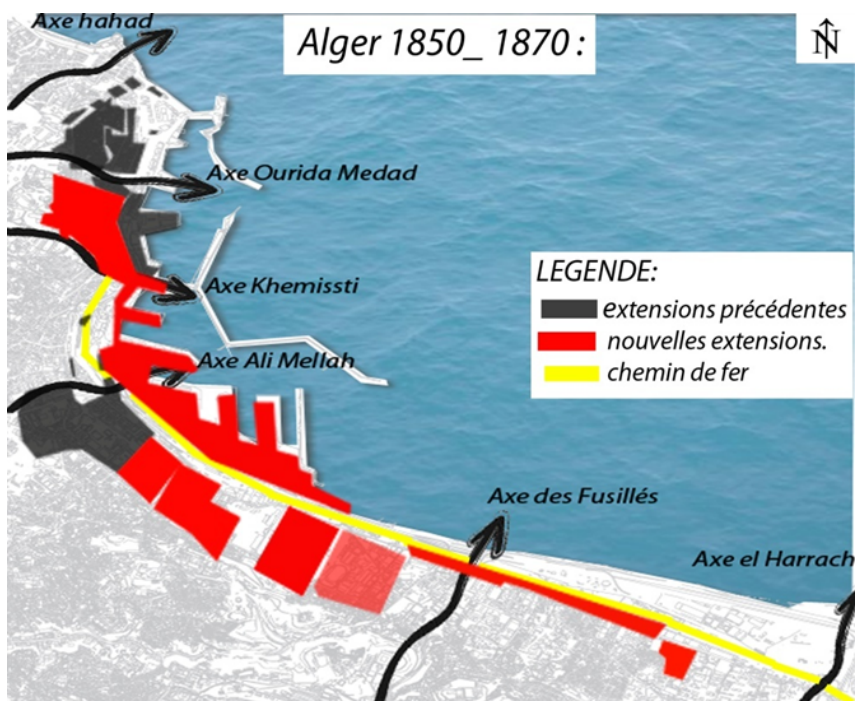 Axe hahad
Alger 1850_ 1870 :
N
Axe Ourida Medad
Axe Khemissti
Axe Ali Mellah
LEGENDE:
extensions précédentes
nouvelles extensions.
chemin de fer
Axe des Fusillés
Axe el Harrach